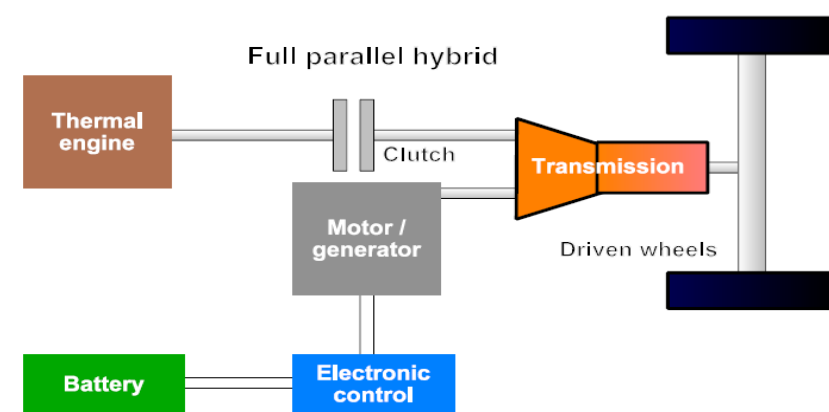 Full parallel hybrid
Thermal
engine
Clutch
Transmission
Motor /
generator
Driven wheels
Battery
Electronic
control